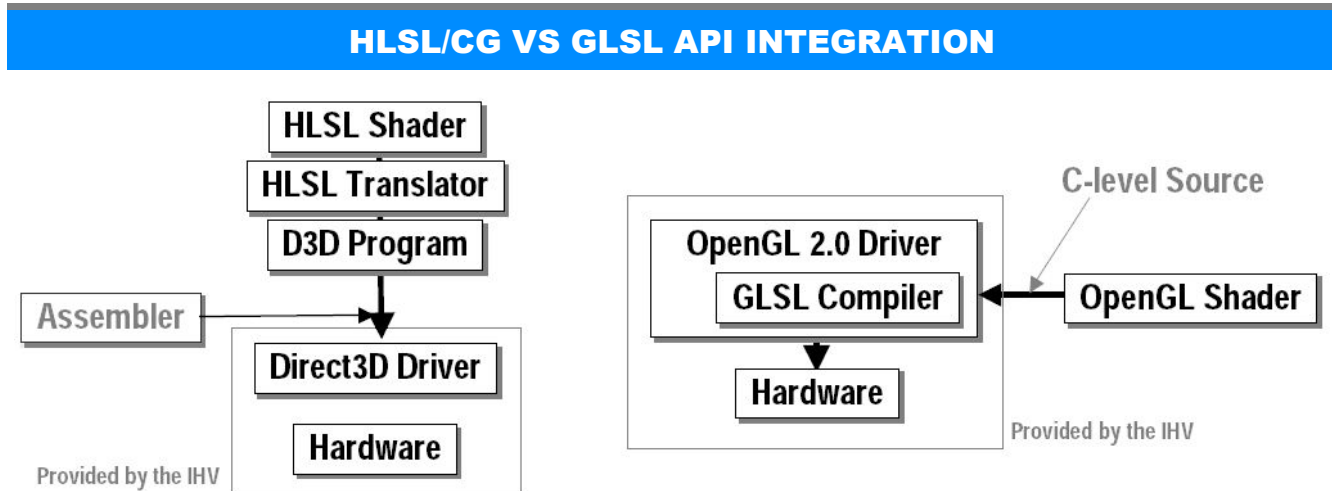 HLSL/CG VS GLSL API INTEGRATION
HLSL Shader
HLSL Translator
D3D Program
Assembler
Direct3D Driver
Hardware
Provided by the IHV
C-level Source
OpenGL 2.0 Driver
GLSL Compiler
OpenGL Shader
Hardware
Provided by the IHV